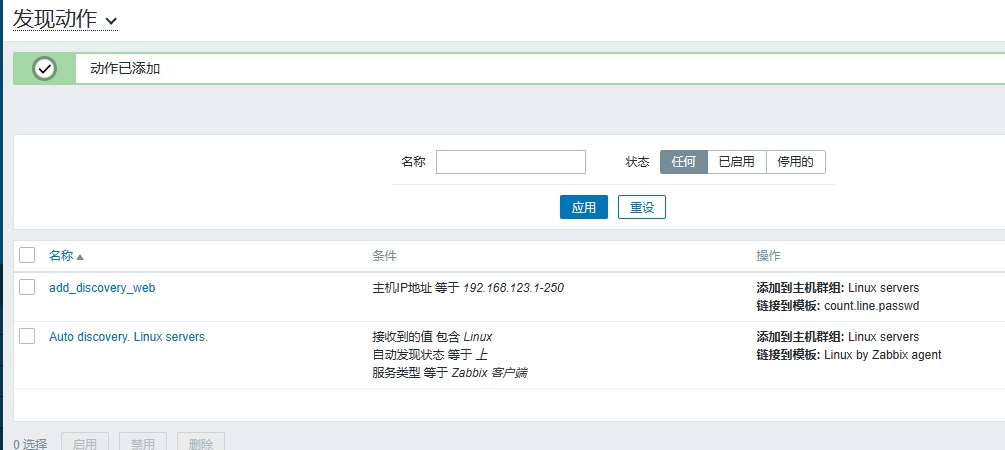 发现动作
动作已添加
名称 状态 任何 已启用 停用的
应用 重设
名称 条件 操作
add_discovery_web 主机IP地址 等于 192.168.123.1-250 添加到主机群组: Linux servers
链接到模板: count.line.passwd
Auto discovery. Linux servers. 接收到的值 包含 Linux 添加到主机群组: Linux servers
自动发现状态 等于 上 链接到模板: Linux by Zabbix agent
服务类型 等于 Zabbix 客户端
0 选择 启用 禁用 删除